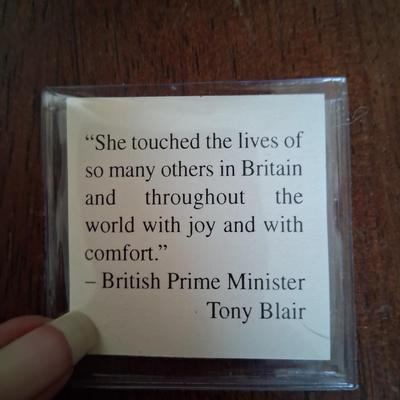 “She touched the lives of
so many others in Britain
and throughout the
world with joy and with
comfort.”
– British Prime Minister
Tony Blair